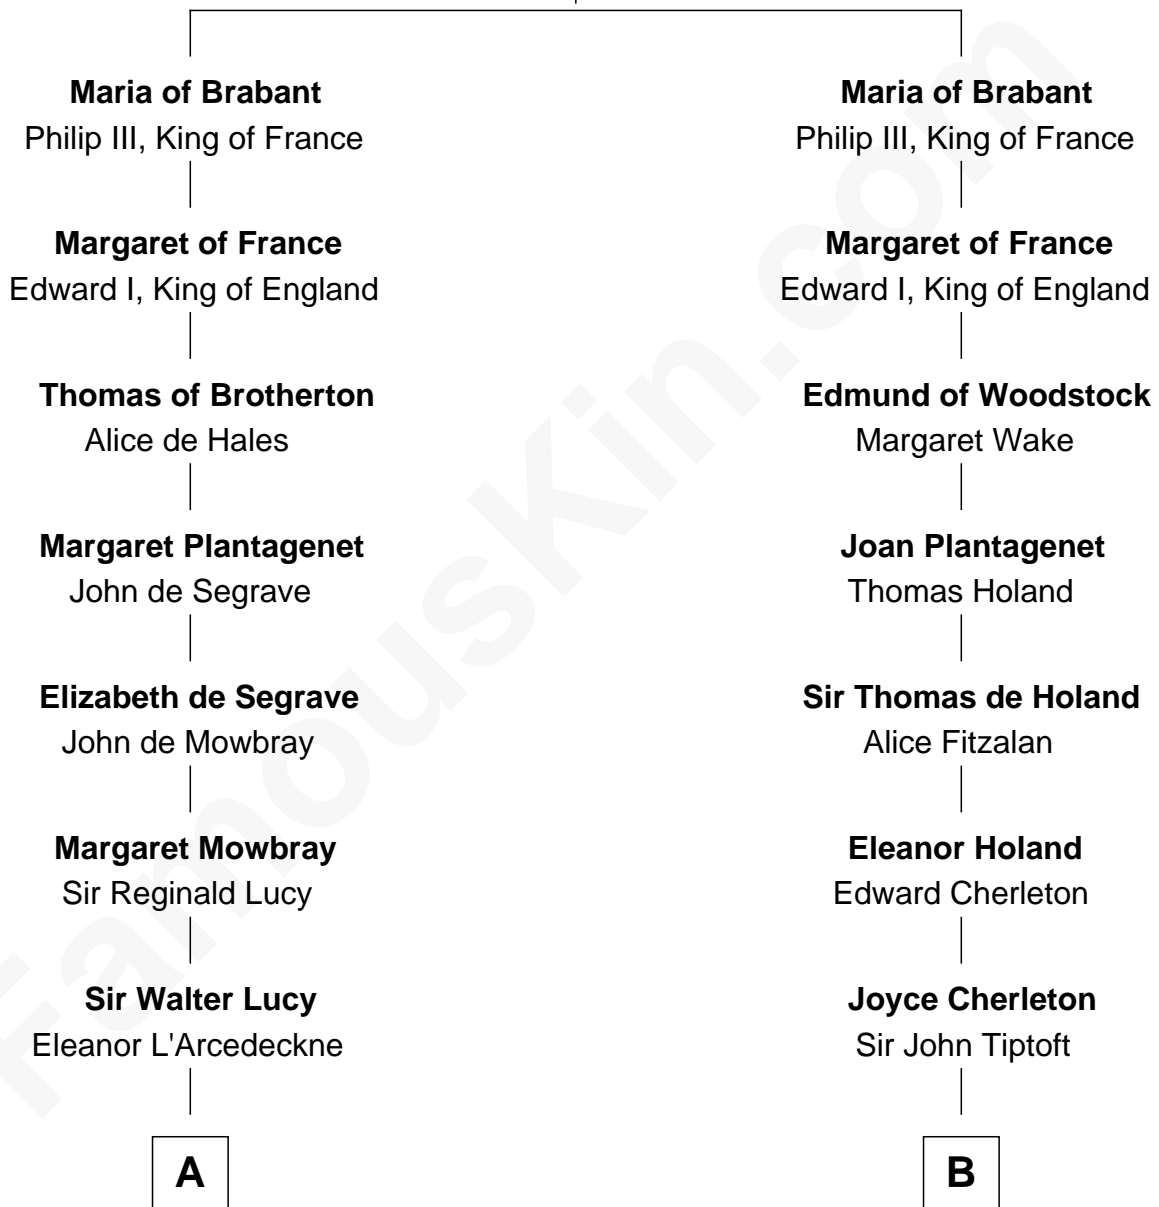 Maria of Brabant
Philip III, King of France
Margaret of France
Edward I, King of England
Thomas of Brotherton
Alice de Hales
Margaret Plantagenet
John de Segrave
Elizabeth de Segrave
John de Mowbray
Margaret Mowbray
Sir Reginald Lucy
Sir Walter Lucy
Eleanor L'Arcedeckne
A
Maria of Brabant
Philip III, King of France
Margaret of France
Edward I, King of England
Edmund of Woodstock
Margaret Wake
Joan Plantagenet
Thomas Holand
Sir Thomas de Holand
Alice Fitzalan
Eleanor Holand
Edward Cherleton
Joyce Cherleton
Sir John Tiptoft
B
FamousKin.com